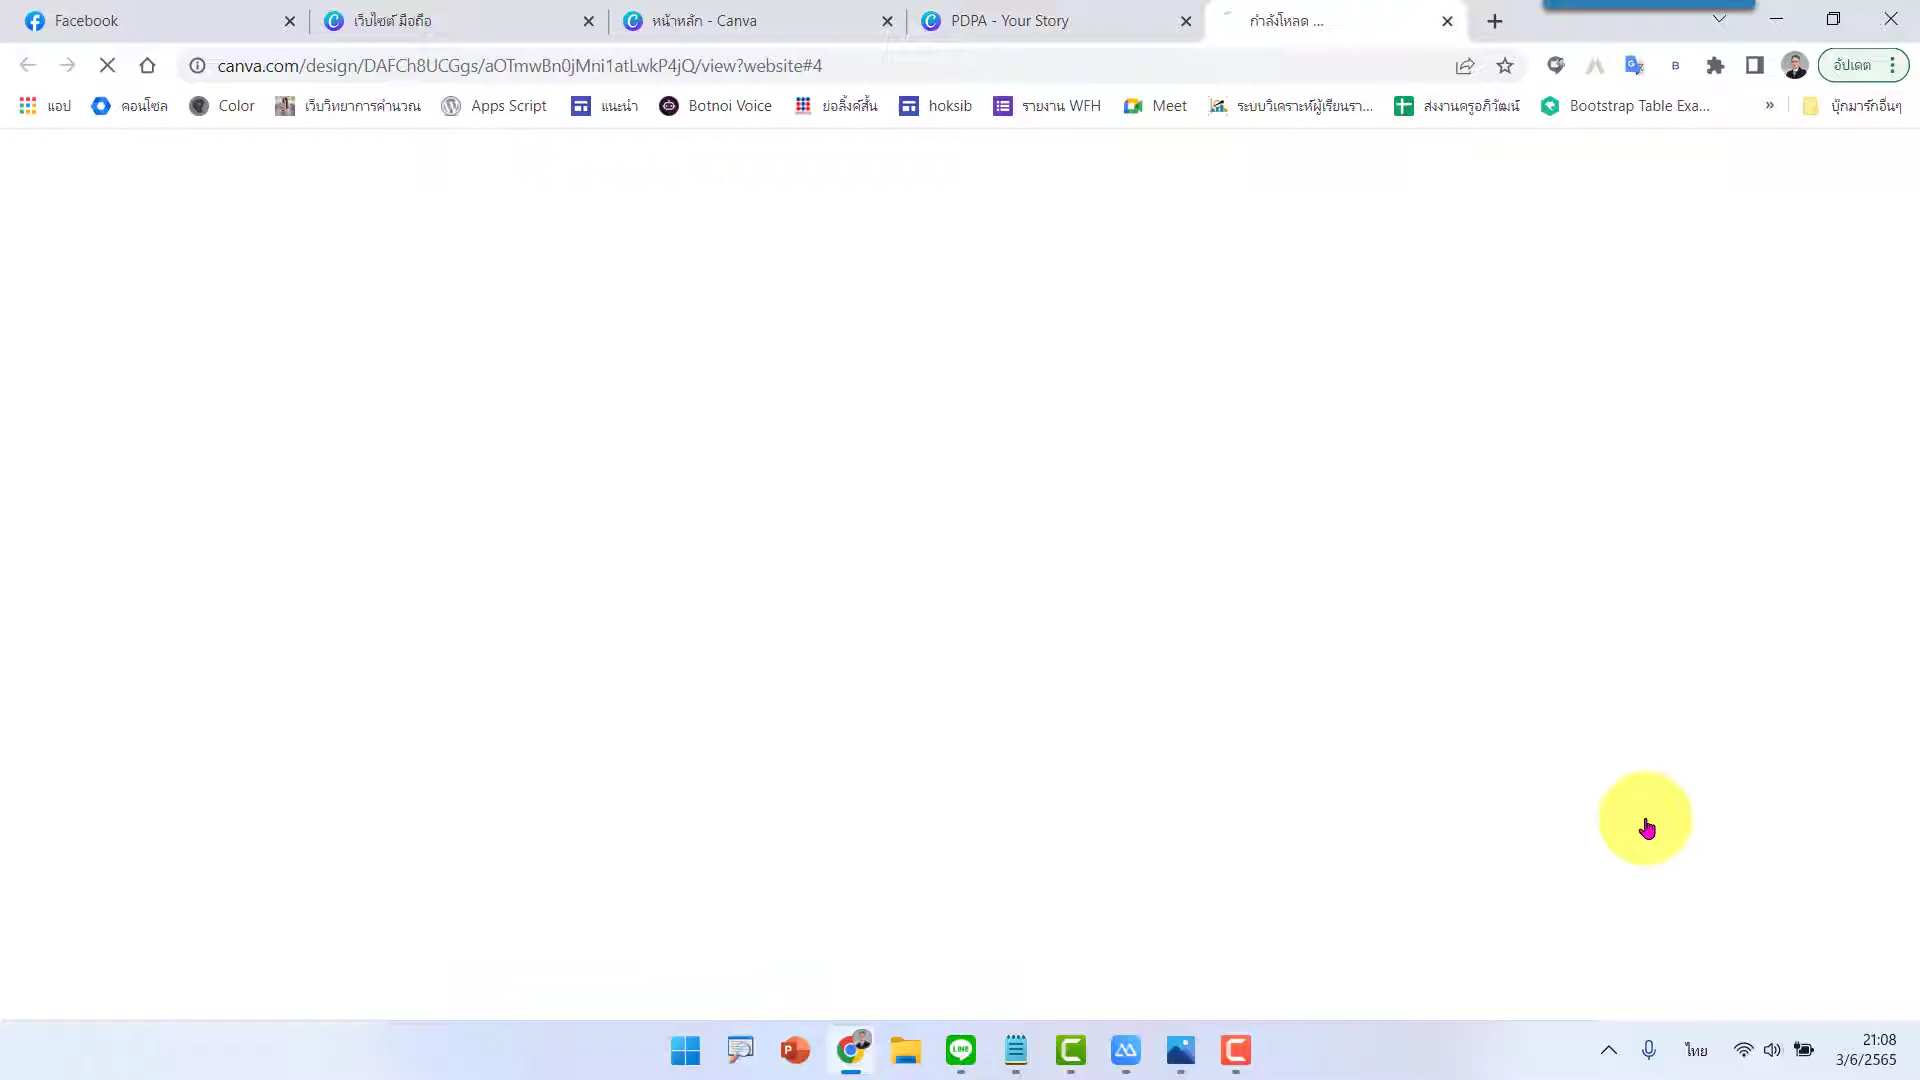 Facebook
เว็บไซต์ มือถือ
หน้าหลัก - Canva
PDPA - Your Story
กำลังโหลด ...
canva.com/design/DAFCh8UCGgs/aOTmwBn0jMni1atLwkP4jQ/view?website#4
อัปเดต
แอป
คอนโซล
Color
เว็บวิทยาการคำนวณ
Apps Script
แนะนำ
Botnoi Voice
ย่อลิ้งค์สั้น
hoksib
รายงาน WFH
Meet
ระบบวิเคราะห์ผู้เรียนรา...
ส่งงานครูอภิวัฒน์
Bootstrap Table Exa...
»
บุ๊กมาร์กอื่นๆ
ไทย
21:08
3/6/2565